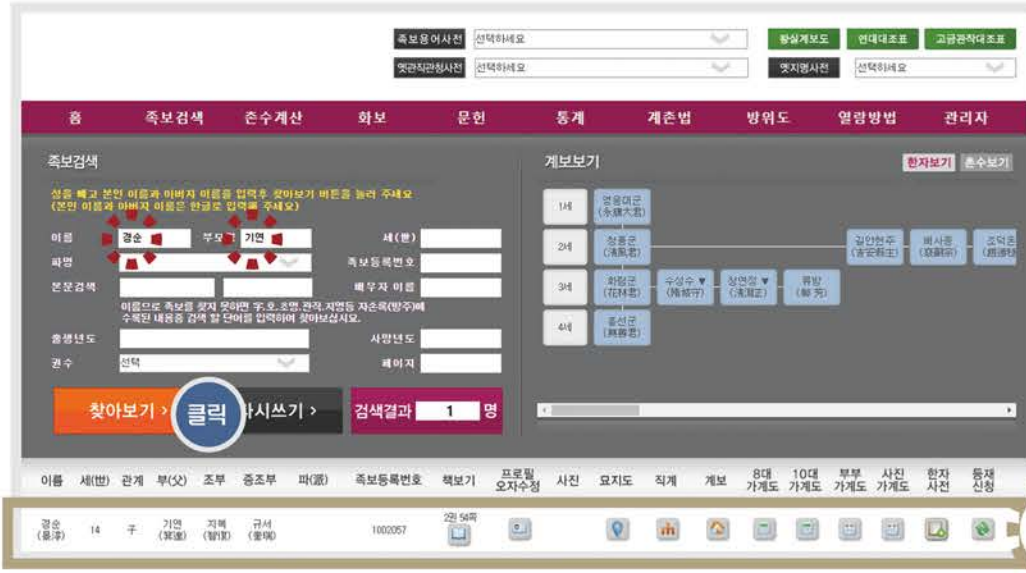 족보용어사전 선택하세요 왕실계보도 연대대조표 고금관작대조표
옛관직관청사전 선택하세요 옛지명사전 선택하세요
홈 족보검색 촌수계산 화보 문헌 통계 계촌법 방위도 열람방법 관리자
족보검색
성을 빼고 본인 이름과 아버지 이름을 입력후 찾아보기 버튼을 눌러 주세요
(본인 이름과 아버지 이름은 한글로 입력해 주세요)
이름 경순 부모 기연 세(世)
파명 족보등록번호
본문검색 배우자 이름
이름으로 족보를 찾지 못하면 字.호.초명.관작.지명등 자손록(방주)에
수록된 내용중 검색 할 단어를 입력하여 찾아보십시요.
출생년도 사망년도
권수 선택 페이지
찾아보기 › 클릭 다시쓰기 › 검색결과 1 명
계보보기 한자보기 촌수보기
1세 영응대군
(永膺大君)
2세 청풍군
(淸風君) 길안현주
(吉安縣主)
3세 화림군
(花林君) 수성수 ▼ 청연정 ▼ 류방
(柳 芳)
4세 종선군
이름 세(世) 관계 부(父) 조부 증조부 파(派) 족보등록번호 책보기 프로필
오자수정 사진 묘지도 직계 계보 8대
가계도 10대
가계도 부부
가계도 사진
가계도 한자
사전 등재
신청
경순 14 子 기연 지복 규서 1002057 2권 54쪽